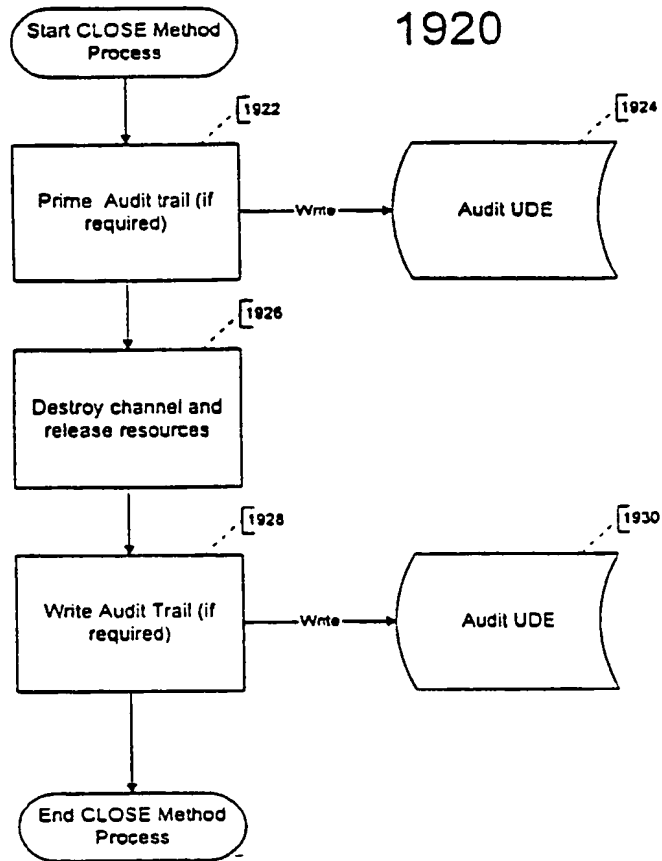 1920
Start CLOSE Method
Process
1922
Prime Audit trail (if
required)
Write
1924
Audit UDE
1926
Destroy channel and
release resources
1928
Write Audit Trail (if
required)
Write
1930
Audit UDE
End CLOSE Method
Process